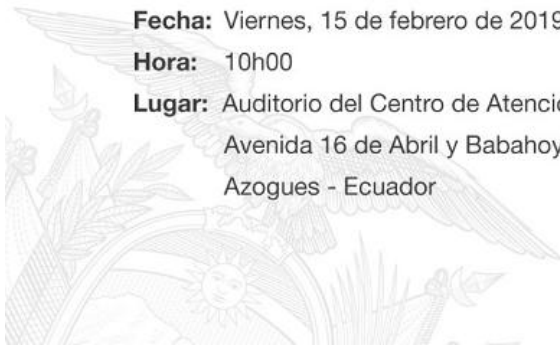 Fecha: Viernes, 15 de febrero de 2019
Hora: 10h00
Lugar: Auditorio del Centro de
Avenida 16 de Abril y
Azogues - Ecuador